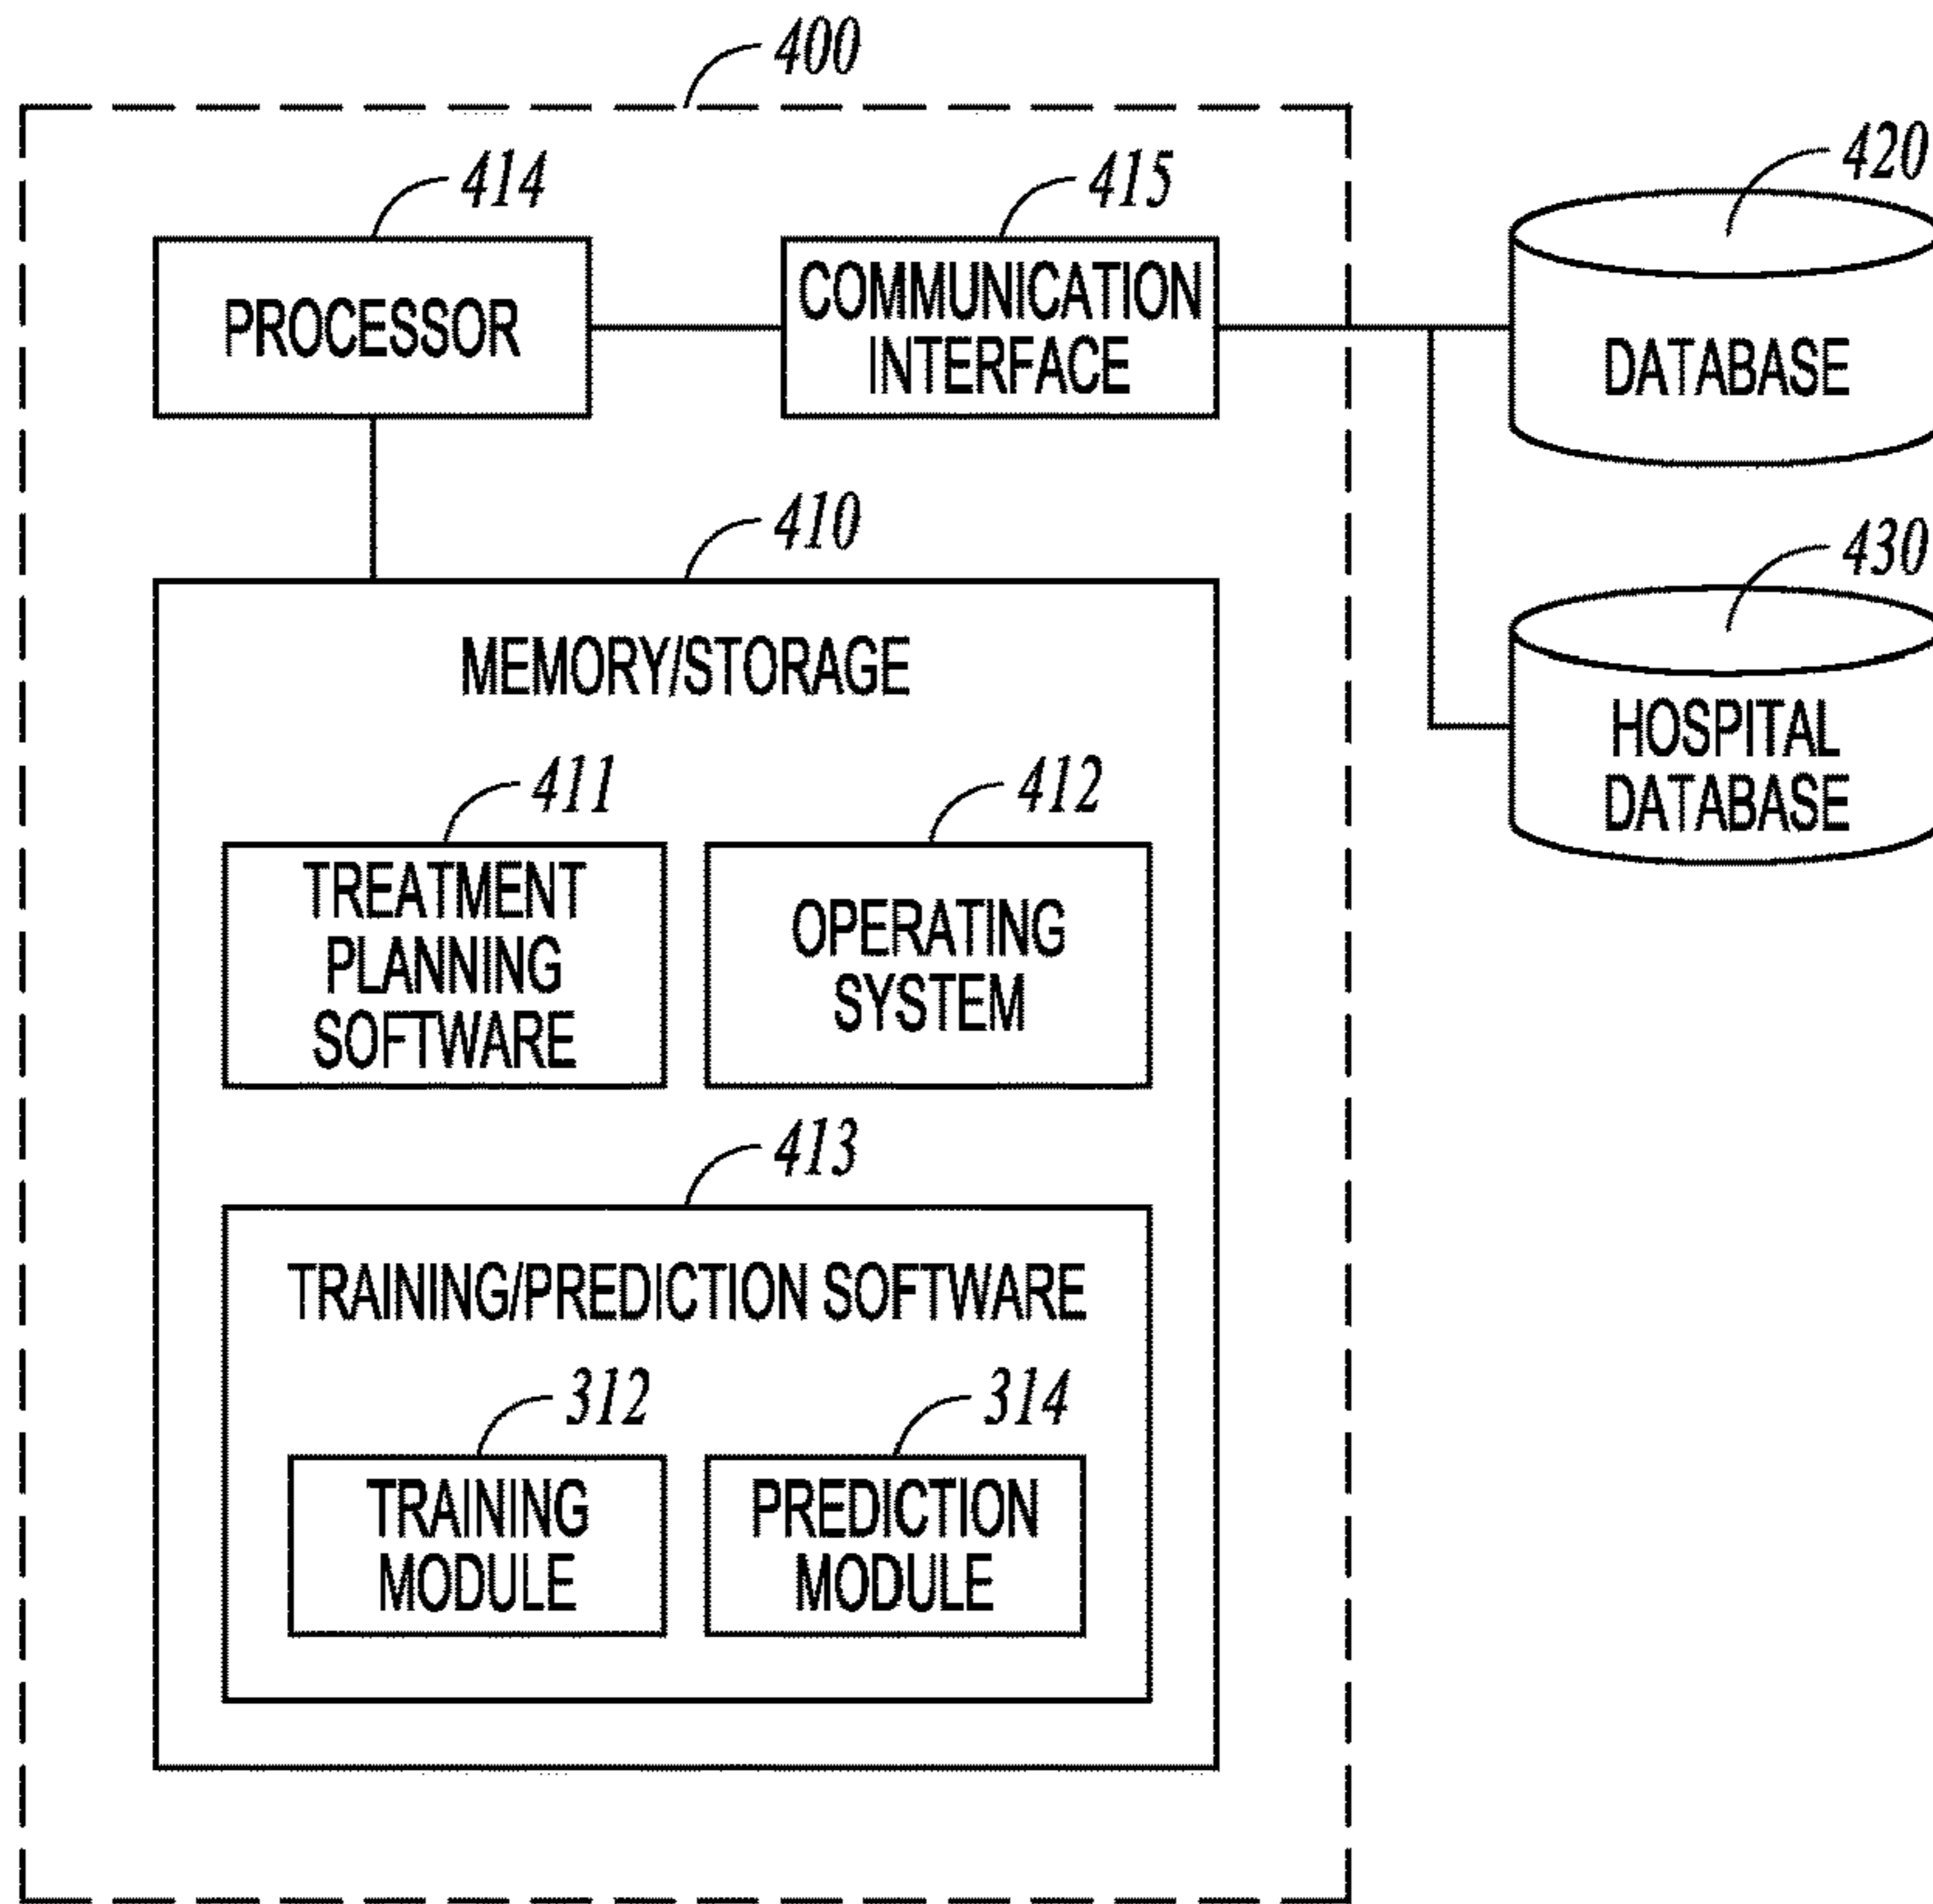 400
414
PROCESSOR
415
COMMUNICATION
INTERFACE
420
DATABASE
430
HOSPITAL
DATABASE
410
MEMORY/STORAGE
411
TREATMENT
PLANNING
SOFTWARE
412
OPERATING
SYSTEM
413
TRAINING/PREDICTION SOFTWARE
312
TRAINING
MODULE
314
PREDICTION
MODULE